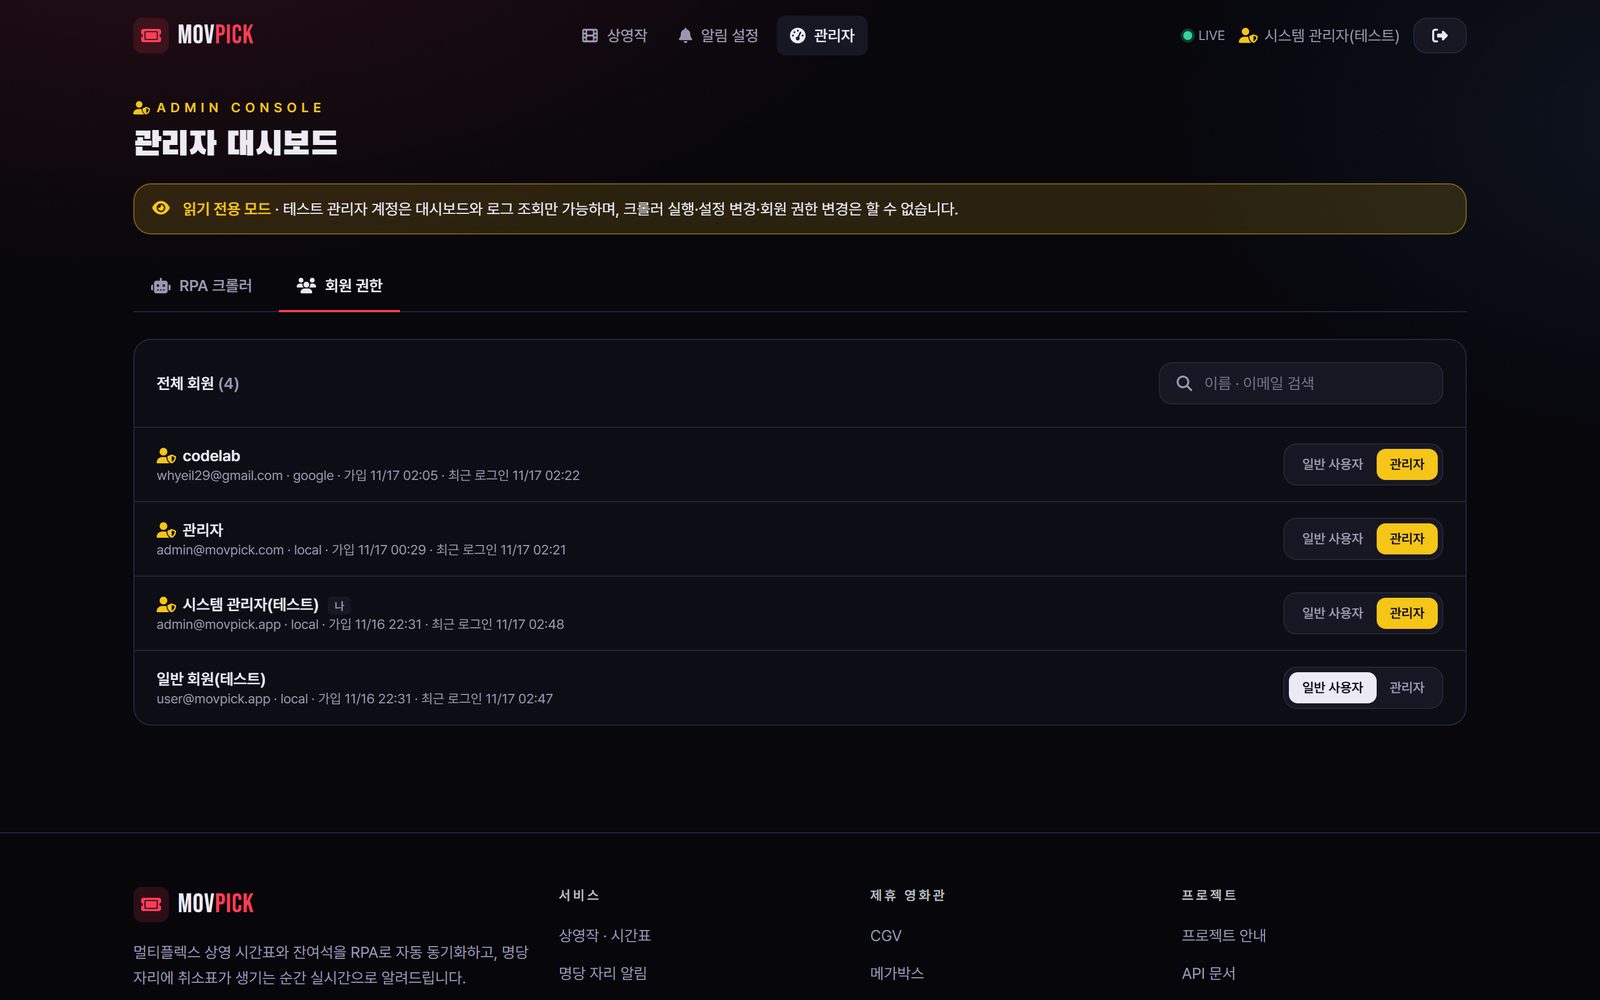 MOVPICK
상영작
알림 설정
관리자
LIVE
시스템 관리자(테스트)
ADMIN CONSOLE
관리자 대시보드
읽기 전용 모드 · 테스트 관리자 계정은 대시보드와 로그 조회만 가능하며, 크롤러 실행·설정 변경·회원 권한 변경은 할 수 없습니다.
RPA 크롤러
회원 권한
전체 회원 (4)
이름 · 이메일 검색
codelab
whyeil29@gmail.com · google · 가입 11/17 02:05 · 최근 로그인 11/17 02:22
일반 사용자
관리자
관리자
admin@movpick.com · local · 가입 11/17 00:29 · 최근 로그인 11/17 02:21
일반 사용자
관리자
시스템 관리자(테스트) 나
admin@movpick.app · local · 가입 11/16 22:31 · 최근 로그인 11/17 02:48
일반 사용자
관리자
일반 회원(테스트)
user@movpick.app · local · 가입 11/16 22:31 · 최근 로그인 11/17 02:47
일반 사용자
관리자
MOVPICK
멀티플렉스 상영 시간표와 잔여석을 RPA로 자동 동기화하고, 명당
자리에 취소표가 생기는 순간 실시간으로 알려드립니다.
서비스
상영작 · 시간표
명당 자리 알림
제휴 영화관
CGV
메가박스
프로젝트
프로젝트 안내
API 문서